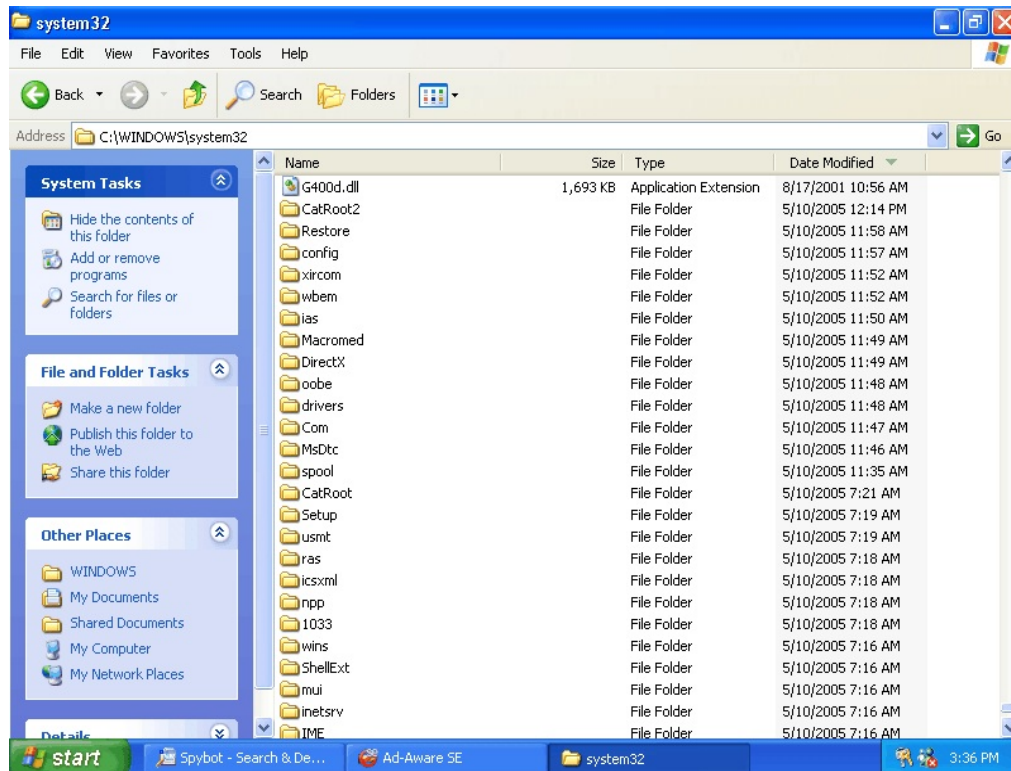 system32
File Edit View Favorites Tools Help
Back Search Folders
Address C:\WINDOWS\system32 Go
System Tasks
Hide the contents of
this folder
Add or remove
programs
Search for files or
folders
File and Folder Tasks
Make a new folder
Publish this folder to
the Web
Share this folder
Other Places
WINDOWS
My Documents
Shared Documents
My Computer
My Network Places
Details
Name Size Type Date Modified
G400d.dll 1,693 KB Application Extension 8/17/2001 10:56 AM
CatRoot2 File Folder 5/10/2005 12:14 PM
Restore File Folder 5/10/2005 11:58 AM
config File Folder 5/10/2005 11:57 AM
xircom File Folder 5/10/2005 11:52 AM
wbem File Folder 5/10/2005 11:52 AM
ias File Folder 5/10/2005 11:50 AM
Macromed File Folder 5/10/2005 11:49 AM
DirectX File Folder 5/10/2005 11:49 AM
oobe File Folder 5/10/2005 11:48 AM
drivers File Folder 5/10/2005 11:48 AM
Com File Folder 5/10/2005 11:47 AM
MsDtc File Folder 5/10/2005 11:46 AM
spool File Folder 5/10/2005 11:35 AM
CatRoot File Folder 5/10/2005 7:21 AM
Setup File Folder 5/10/2005 7:19 AM
usmt File Folder 5/10/2005 7:19 AM
ras File Folder 5/10/2005 7:18 AM
icsxml File Folder 5/10/2005 7:18 AM
npp File Folder 5/10/2005 7:18 AM
1033 File Folder 5/10/2005 7:18 AM
wins File Folder 5/10/2005 7:16 AM
ShellExt File Folder 5/10/2005 7:16 AM
mui File Folder 5/10/2005 7:16 AM
inetsrv File Folder 5/10/2005 7:16 AM
IME File Folder 5/10/2005 7:16 AM
start Spybot - Search & De... Ad-Aware SE system32 3:36 PM